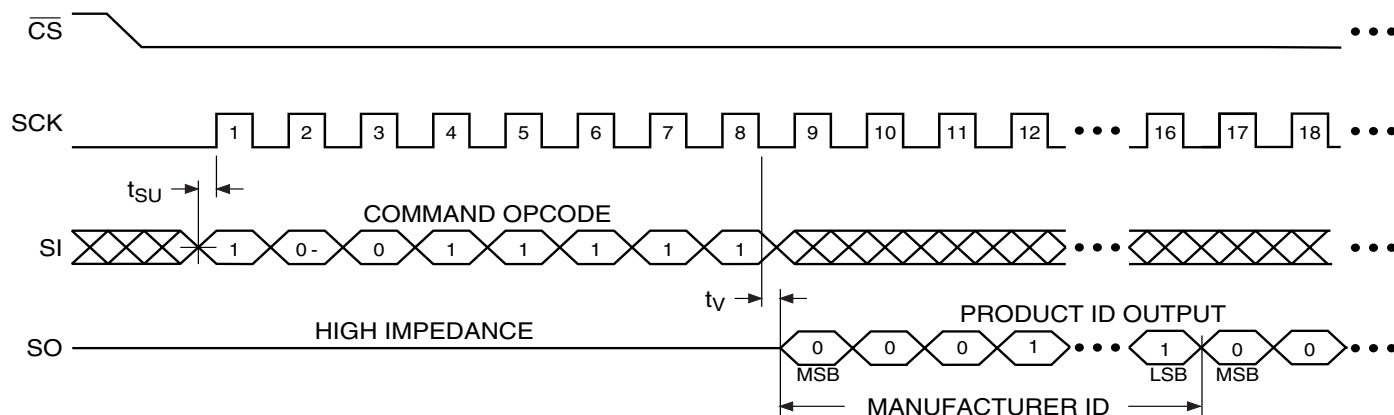 CS
SCK
1 2 3 4 5 6 7 8 9 10 11 12 ••• 16 17 18 •••
tSU
COMMAND OPCODE
SI
1 0- 0 1 1 1 1 1
tV
HIGH IMPEDANCE
PRODUCT ID OUTPUT
SO
0 0 0 1 ••• 1 0 0 •••
MSB LSB MSB
MANUFACTURER ID